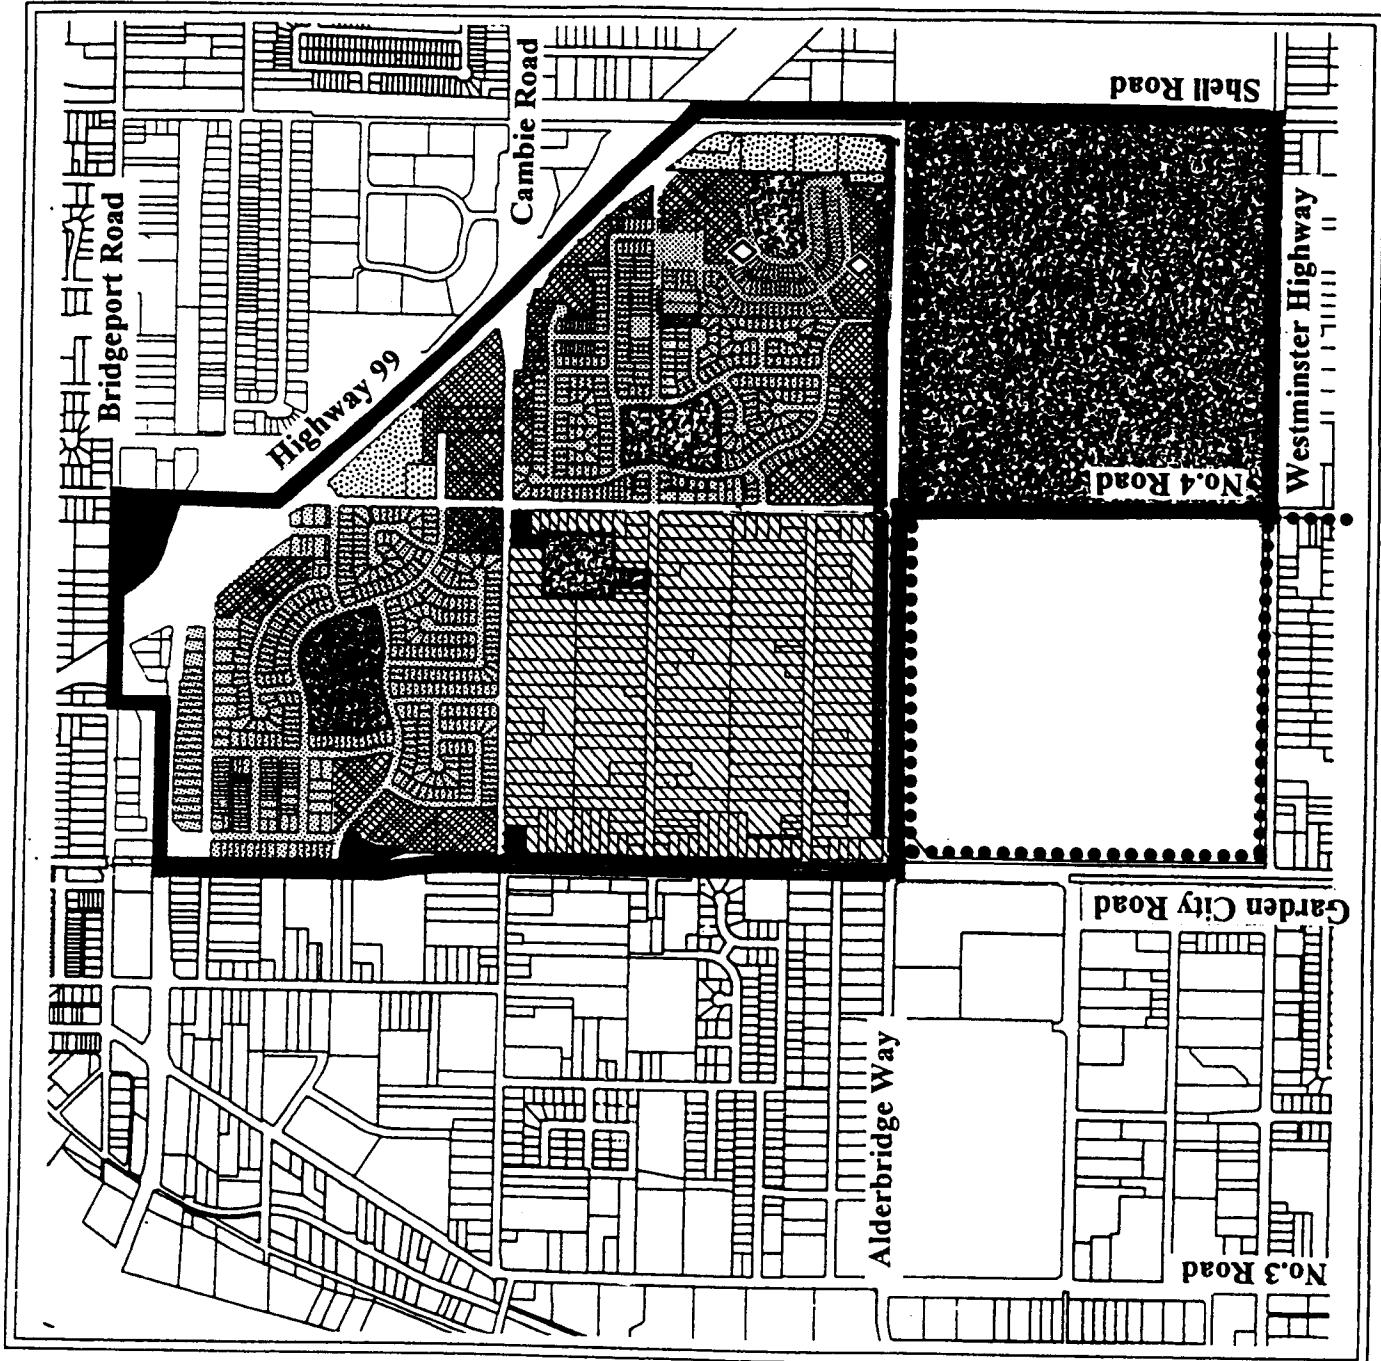 Shell Road
Cambie Road
Bridgeport Road
Westminster Highway
Highway 99
No.4 Road
Garden City Road
Alderbridge Way
No.3 Road